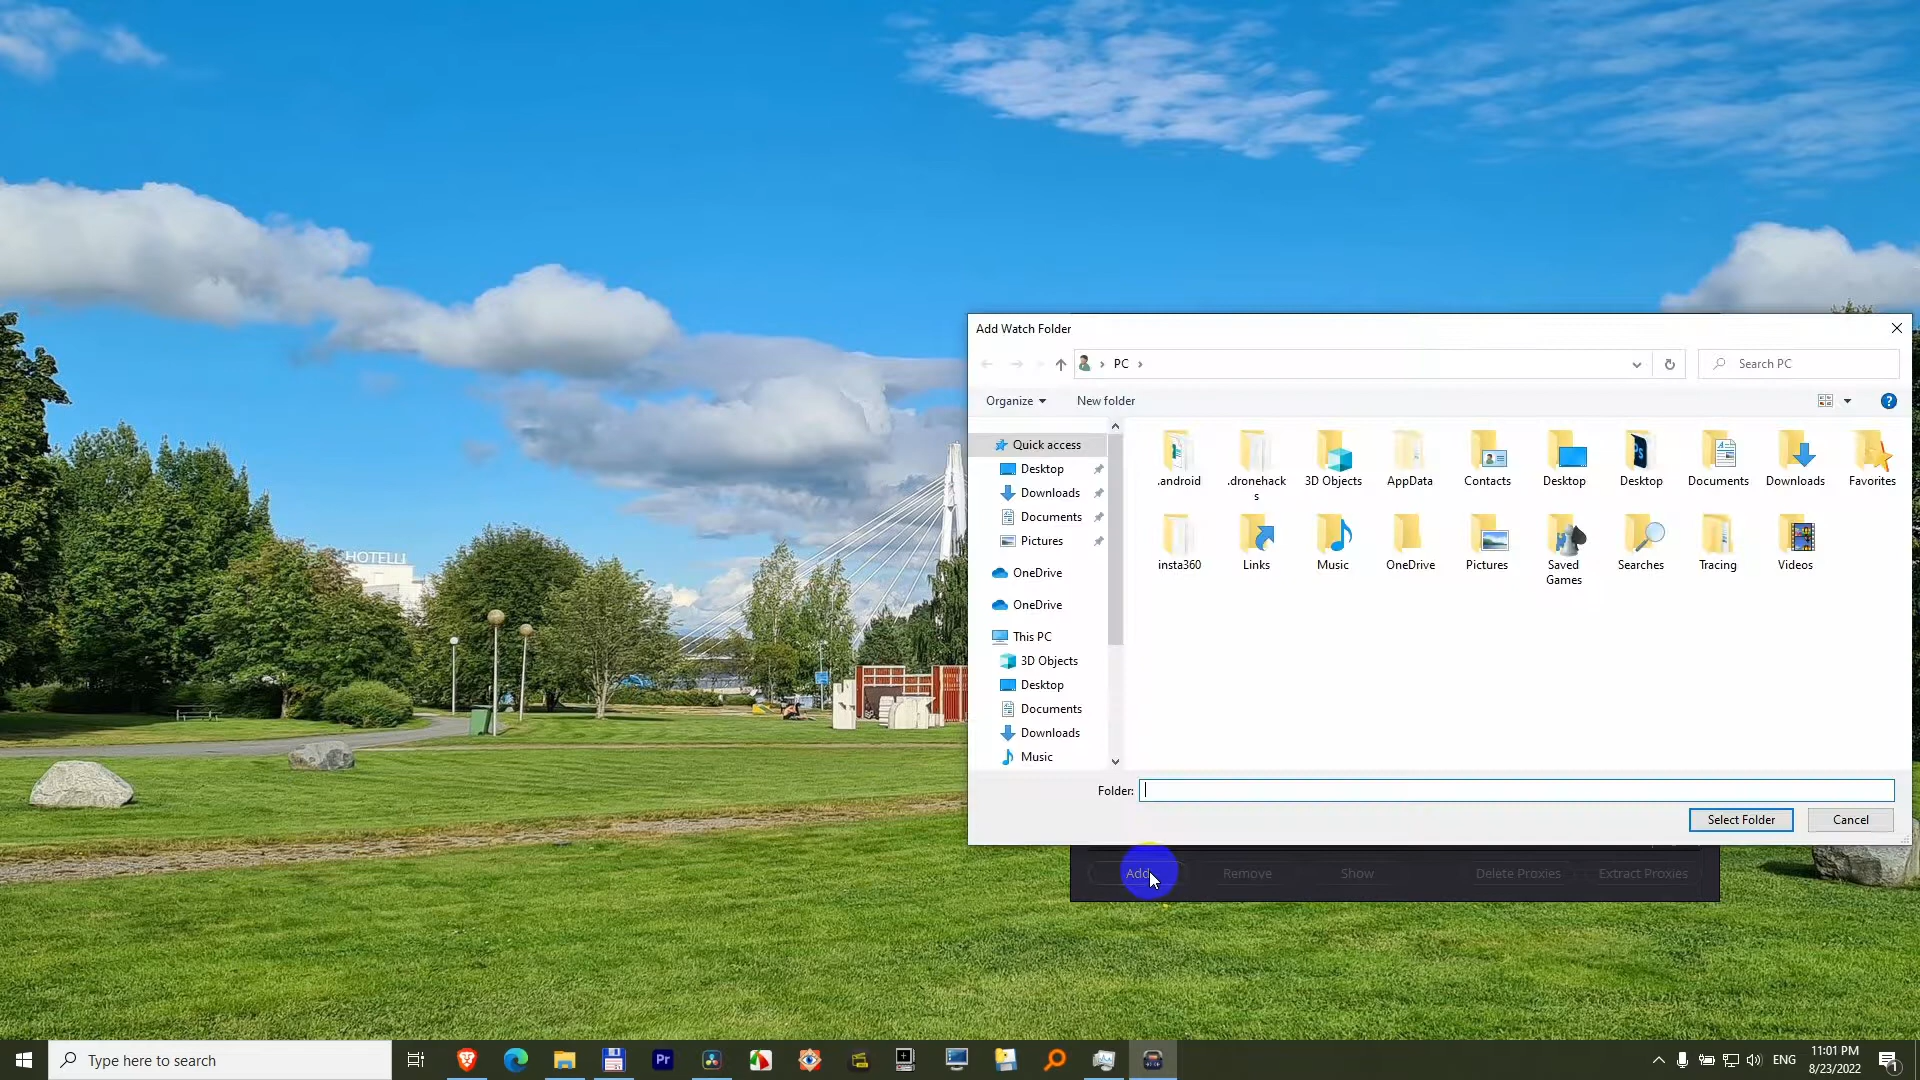 HOTELLI
Add Watch Folder
PC
Search PC
Organize
New folder
Quick access
Desktop
Downloads
Documents
Pictures
OneDrive
OneDrive
This PC
3D Objects
Desktop
Documents
Downloads
Music
.android
.dronehack
s
3D Objects
AppData
Contacts
Desktop
Desktop
Documents
Downloads
Favorites
insta360
Links
Music
OneDrive
Pictures
Saved
Games
Searches
Tracing
Videos
Folder:
Select Folder
Cancel
Add
Remove
Show
Delete Proxies
Extract Proxies
Type here to search
Pr
ENG
11:01 PM
8/23/2022
1